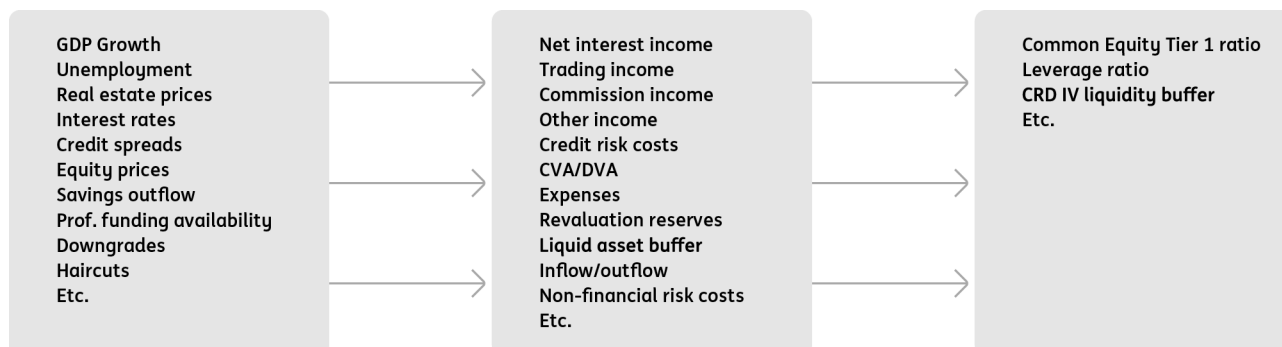 GDP Growth
Unemployment
Real estate prices
Interest rates
Credit spreads
Equity prices
Savings outflow
Prof. funding availability
Downgrades
Haircuts
Etc.
Net interest income
Trading income
Commission income
Other income
Credit risk costs
CVA/DVA
Expenses
Revaluation reserves
Liquid asset buffer
Inflow/outflow
Non-financial risk costs
Etc.
Common Equity Tier 1 ratio
Leverage ratio
CRD IV liquidity buffer
Etc.